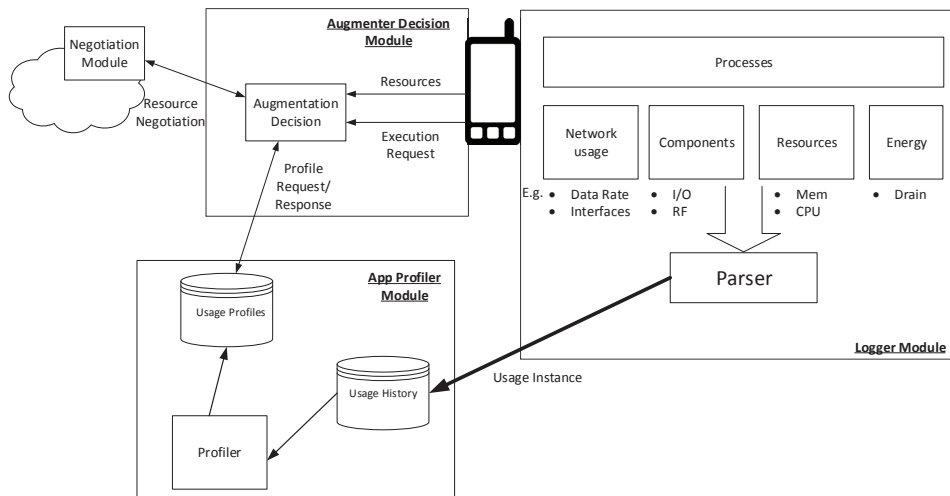 Augmenter Decision
Module
Negotiation
Module
Resource
Negotiation
Augmentation
Decision
Resources
Execution
Request
Profile
Request/
Response
Processes
Network
usage
Components
Resources
Energy
E.g.
• Data Rate
• Interfaces
• I/O
• RF
• Mem
• CPU
• Drain
Parser
Logger Module
Usage Instance
App Profiler
Module
Usage Profiles
Usage History
Profiler